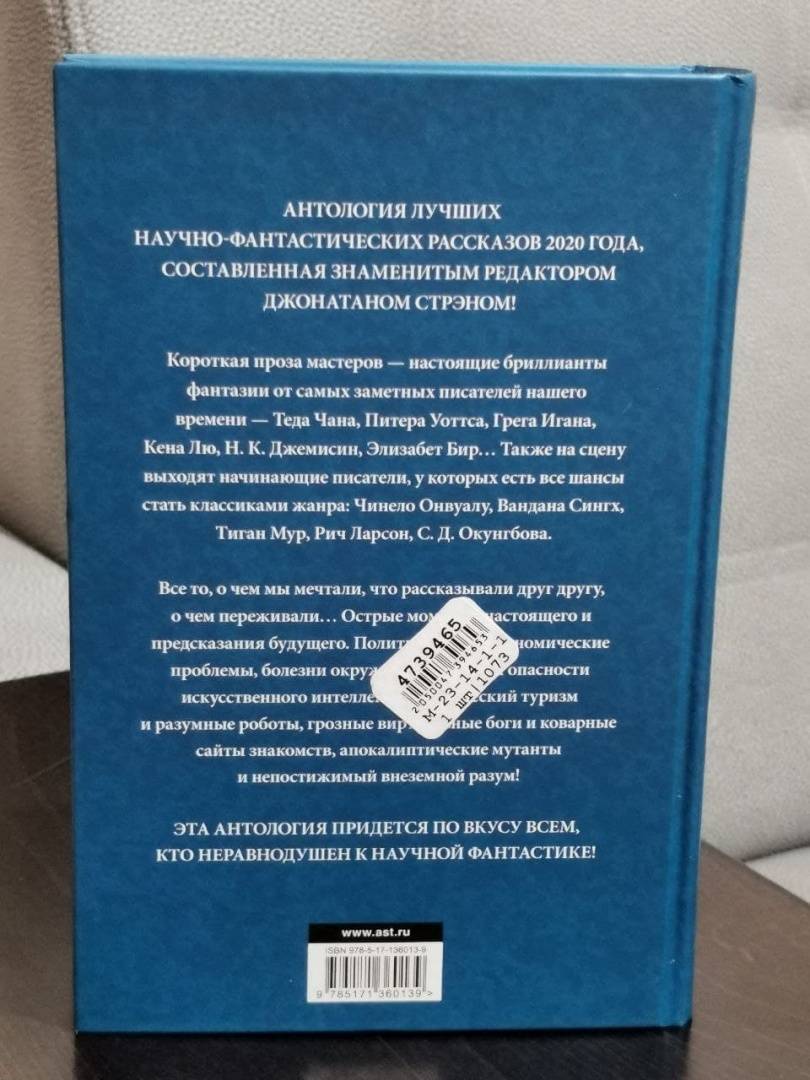 АНТОЛОГИЯ ЛУЧШИХ
НАУЧНО-ФАНТАСТИЧЕСКИХ РАССКАЗОВ 2020 ГОДА,
СОСТАВЛЕННАЯ ЗНАМЕНИТЫМ РЕДАКТОРОМ
ДЖОНАТАНОМ СТРЭНОМ!
Короткая проза мастеров — настоящие бриллианты
фантазии от самых заметных писателей нашего
времени — Теда Чана, Питера Уоттса, Грега Игана,
Кена Лю, Н. К. Джемисин, Элизабет Бир... Также на сцену
выходят начинающие писатели, у которых есть все шансы
стать классиками жанра: Чинело Онвуалу, Вандана Сингх,
Тиган Мур, Рич Ларсон, С. Д. Окунгбова.
Все то, о чем мы мечтали, что рассказывали друг другу,
о чем переживали... Острые настоящего и
предсказания будущего.
проблемы, болезни опасности
искусственного туризм
и разумные роботы, грозные боги и коварные
сайты знакомств, апокалиптические мутанты
и непостижимый внеземной разум!
4739465
2 050047 394653
М-23-14-1-1
1 шт|1073
ЭТА АНТОЛОГИЯ ПРИДЕТСЯ ПО ВКУСУ ВСЕМ,
КТО НЕРАВНОДУШЕН К НАУЧНОЙ ФАНТАСТИКЕ!
www.ast.ru
ISBN 978-5-17-136013-9
9 785171 360139 >